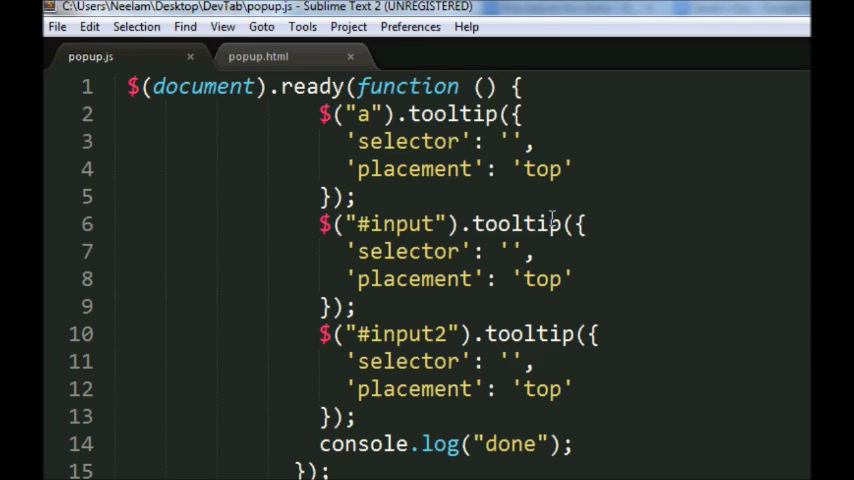 C:\Users\Neelam\Desktop\DevTab\popup.js - Sublime Text 2 (UNREGISTERED)
File Edit Selection Find View Goto Tools Project Preferences Help
popup.js × popup.html ×
1 $(document).ready(function () {
2 $("a").tooltip({
3 'selector': '',
4 'placement': 'top'
5 });
6 $("#input").tooltip({
7 'selector': '',
8 'placement': 'top'
9 });
10 $("#input2").tooltip({
11 'selector': '',
12 'placement': 'top'
13 });
14 console.log("done");
15 });